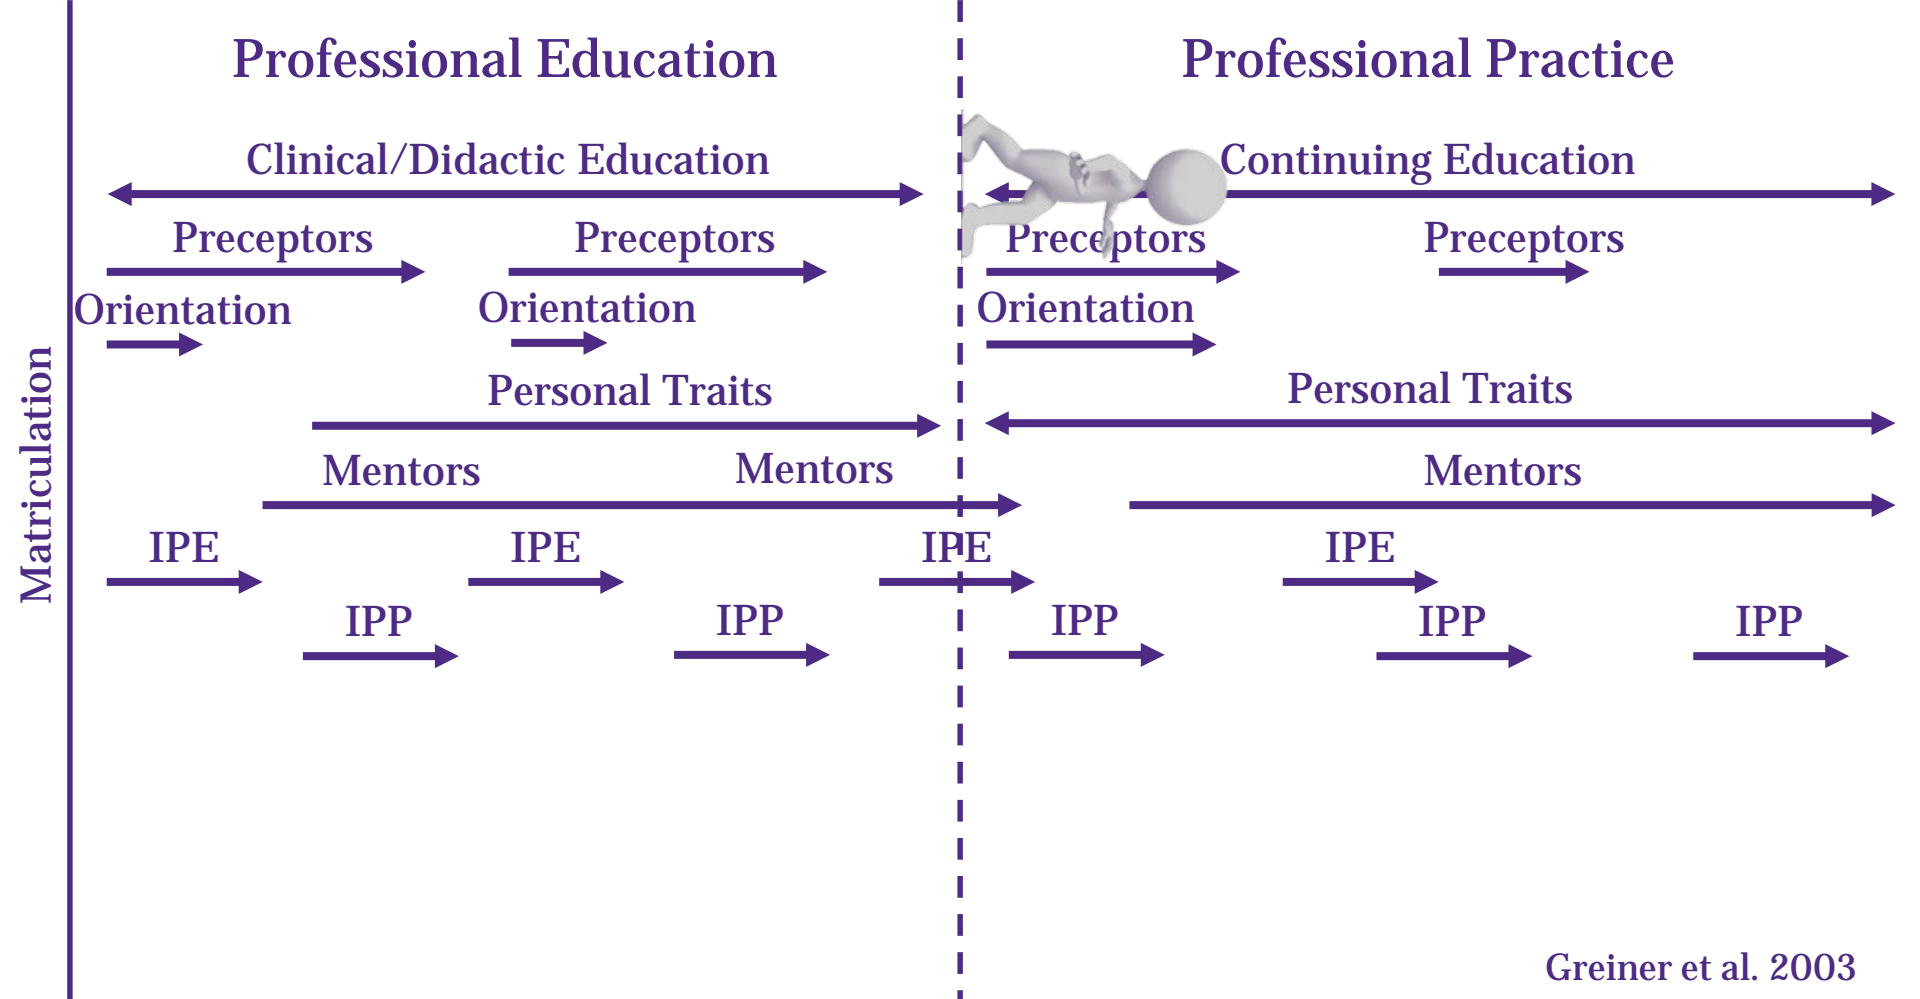 Professional Education
Professional Practice
Clinical/Didactic Education
Continuing Education
Preceptors
Preceptors
Preceptors
Preceptors
Orientation
Orientation
Orientation
Personal Traits
Personal Traits
Mentors
Mentors
Mentors
Matriculation
IPE
IPE
IPE
IPE
IPP
IPP
IPP
IPP
IPP
Greiner et al. 2003